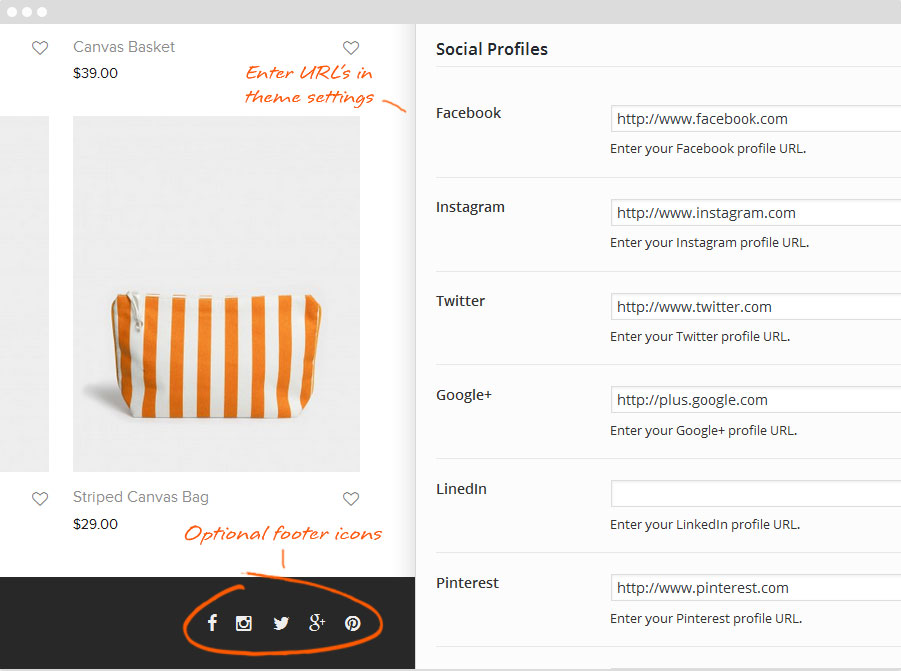 Canvas Basket
$39.00
Enter URL's in
theme settings
Striped Canvas Bag
$29.00
Optional footer icons
Social Profiles
Facebook
http://www.facebook.com
Enter your Facebook profile URL.
Instagram
http://www.instagram.com
Enter your Instagram profile URL.
Twitter
http://www.twitter.com
Enter your Twitter profile URL.
Google+
http://plus.google.com
Enter your Google+ profile URL.
LinedIn
Enter your LinkedIn profile URL.
Pinterest
http://www.pinterest.com
Enter your Pinterest profile URL.